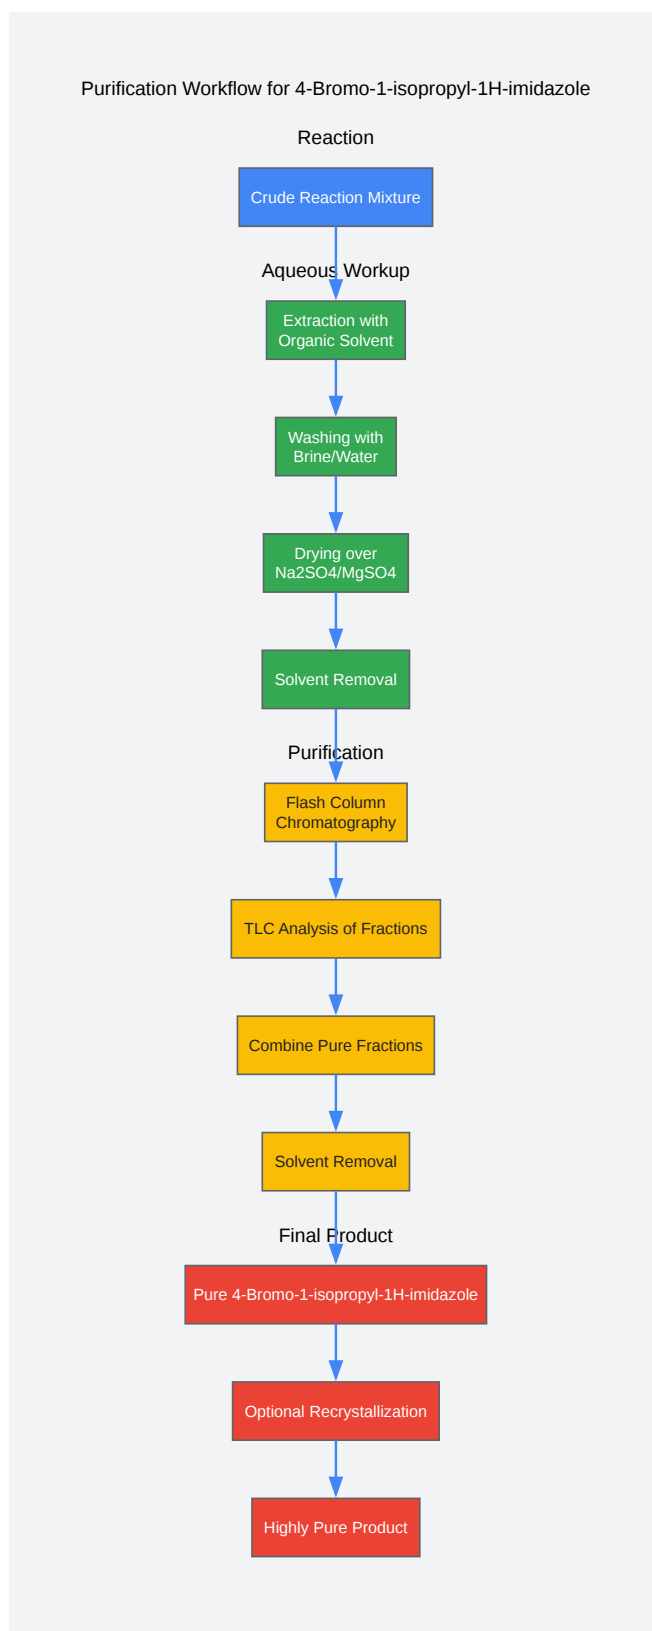 Purification Workflow for 4-Bromo-1-isopropyl-1H-imidazole
Reaction
Crude Reaction Mixture
Aqueous Workup
Extraction with
Organic Solvent
Washing with
Brine/Water
Drying over
Na2SO4/MgSO4
Solvent Removal
Purification
Flash Column
Chromatography
TLC Analysis of Fractions
Combine Pure Fractions
Solvent Removal
Final Product
Pure 4-Bromo-1-isopropyl-1H-imidazole
Optional Recrystallization
Highly Pure Product